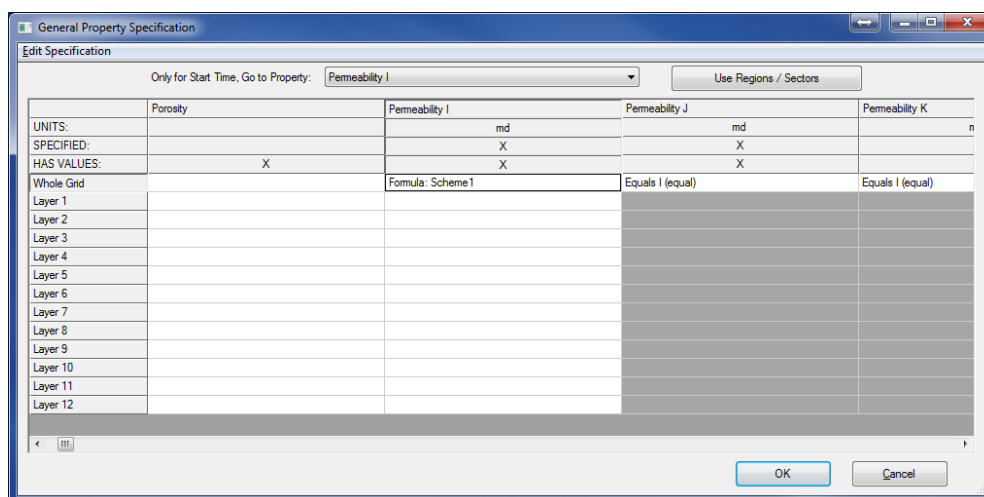 General Property Specification
Edit Specification
Only for Start Time, Go to Property: Permeability I Use Regions / Sectors
Porosity Permeability I Permeability J Permeability K
UNITS: md md
SPECIFIED: X X
HAS VALUES: X X X
Whole Grid Formula: Scheme1 Equals I (equal) Equals I (equal)
Layer 1
Layer 2
Layer 3
Layer 4
Layer 5
Layer 6
Layer 7
Layer 8
Layer 9
Layer 10
Layer 11
Layer 12
OK Cancel